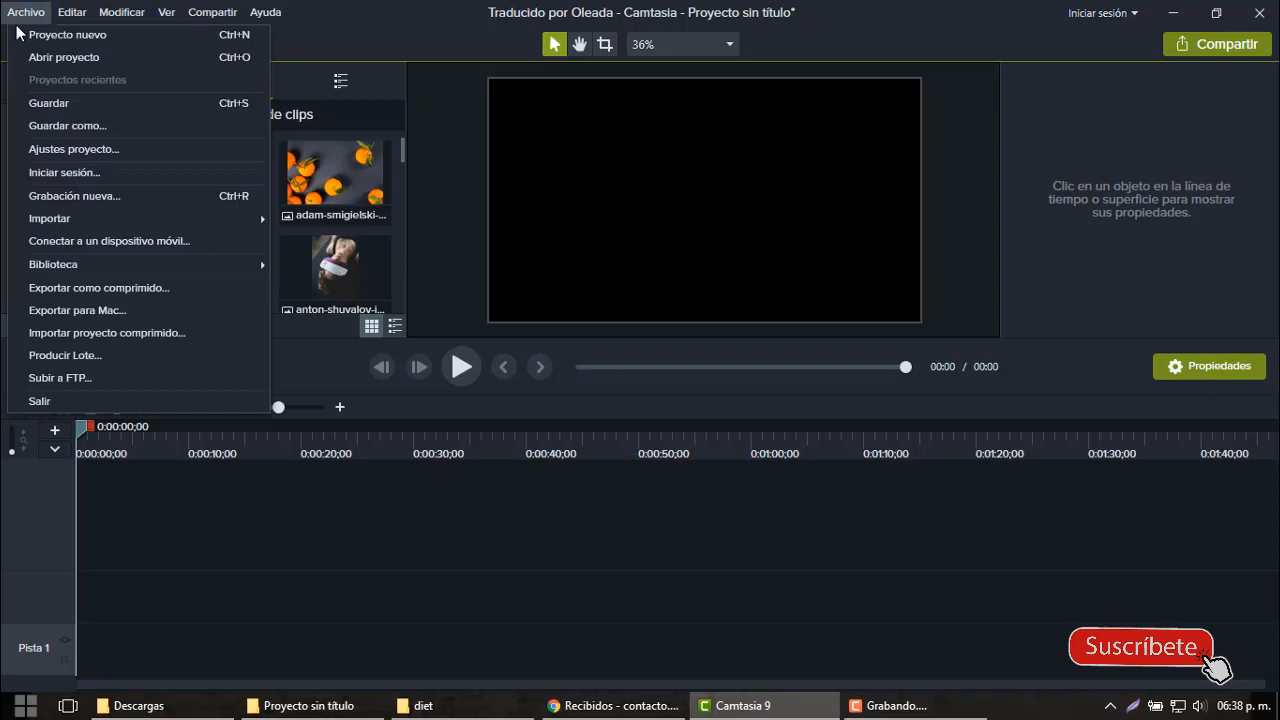 Archivo Editar Modificar Ver Compartir Ayuda Traducido por Oleada - Camtasia - Proyecto sin título* Iniciar sesión
Proyecto nuevo Ctrl+N
36%
Compartir
Abrir proyecto Ctrl+O
Proyectos recientes
Guardar Ctrl+S
de clips
Guardar como...
Ajustes proyecto...
Iniciar sesión...
Grabación nueva... Ctrl+R
Clic en un objeto en la línea de
tiempo o superficie para mostrar
sus propiedades.
adam-smigielski-...
Importar
Conectar a un dispositivo móvil...
Biblioteca
Exportar como comprimido...
Exportar para Mac...
anton-shuvalov-i...
Importar proyecto comprimido...
Producir Lote...
00:00 / 00:00
Propiedades
Subir a FTP...
Salir
0:00:00;00
0:00:00;00 0:00:10;00 0:00:20;00 0:00:30;00 0:00:40;00 0:00:50;00 0:01:00;00 0:01:10;00 0:01:20;00 0:01:30;00 0:01:40;00
Pista 1
Suscríbete
Descargas Proyecto sin título diet Recibidos - contacto.... Camtasia 9 Grabando.... 06:38 p. m.